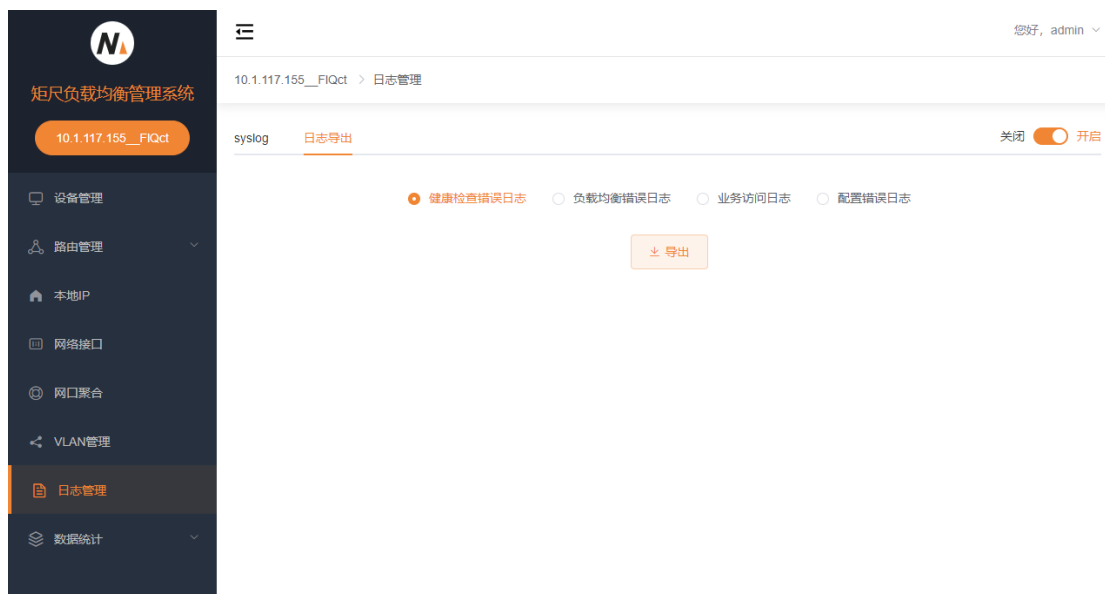 N
矩尺负载均衡管理系统
10.1.117.155__FIQct
设备管理
路由管理
本地IP
网络接口
网口聚合
VLAN管理
日志管理
数据统计
您好，admin
10.1.117.155__FIQct > 日志管理
syslog 日志导出 关闭 开启
健康检查错误日志 负载均衡错误日志 业务访问日志 配置错误日志
导出